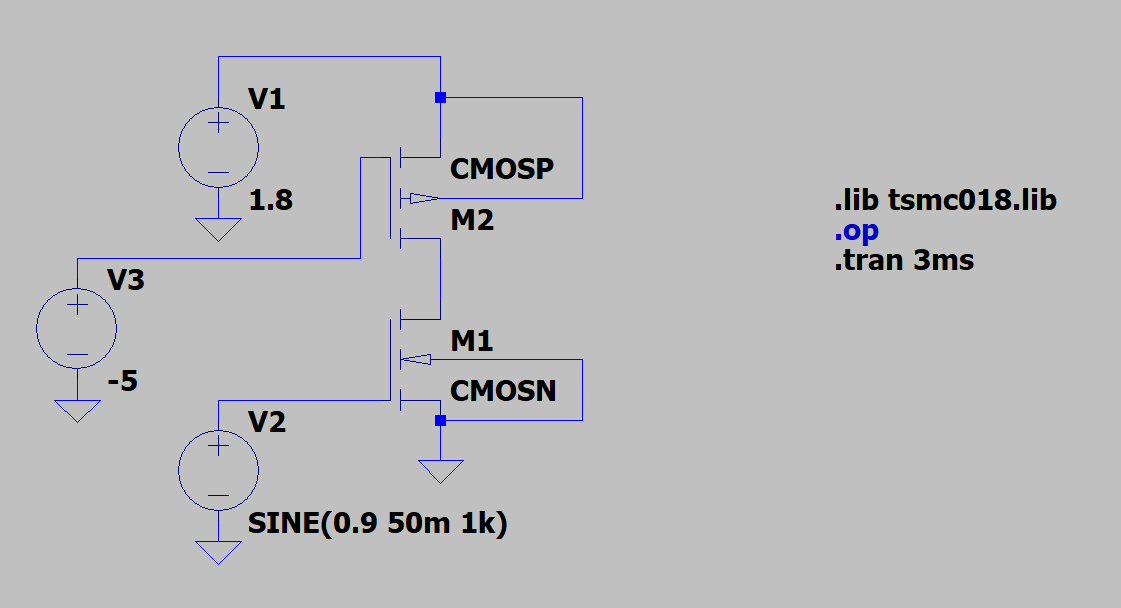 V1
1.8
CMOSP
M2
.lib tsmc018.lib
.op
.tran 3ms
V3
-5
M1
CMOSN
V2
SINE(0.9 50m 1k)